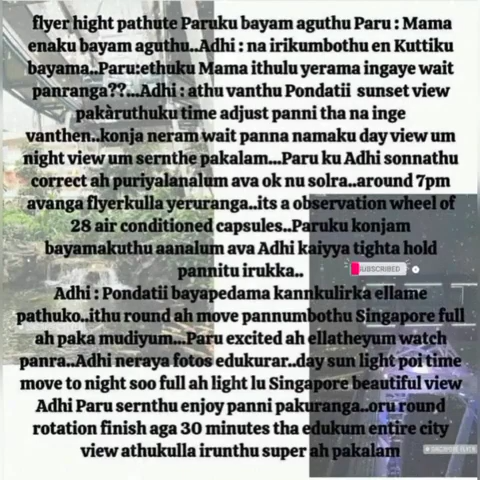 flyer hight pathute Paruku bayam aguthu Paru : Mama
enaku bayam aguthu..Adhi : na irikumbothu en Kuttiku
bayama..Paru:ethuku Mama ithulu yerama ingaye wait
panranga??...Adhi : athu vanthu Pondatii sunset view
pakàruthuku time adjust panni tha na inge
vanthen..konja neram wait panna namaku day view um
night view um sernthe pakalam...Paru ku Adhi sonnathu
correct ah puriyalanalum ava ok nu solra..around 7pm
avanga flyerkulla yeruranga..its a observation wheel of
28 air conditioned capsules..Paruku konjam
bayamakuthu aanalum ava Adhi kaiyya tighta hold
pannitu irukka..
SUBSCRIBED
Adhi : Pondatii bayapedama kannkulirka ellame
pathuko..ithu round ah move pannumbothu Singapore full
ah paka mudiyum...Paru excited ah ellatheyum watch
panra..Adhi neraya fotos edukurar..day sun light poi time
move to night soo full ah light lu Singapore beautiful view
Adhi Paru sernthu enjoy panni pakuranga..oru round
rotation finish aga 30 minutes tha edukum entire city
view athukulla irunthu super ah pakalam